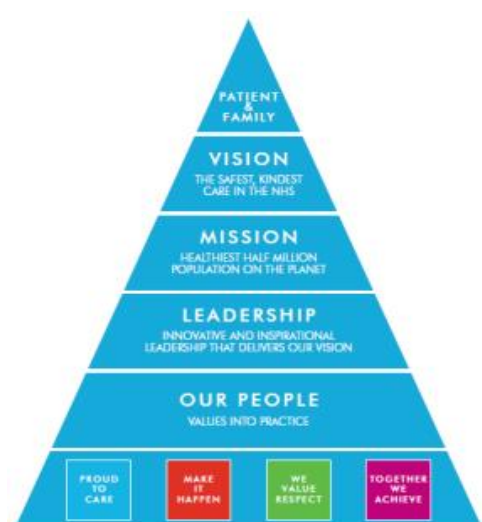 PATIENT
&
FAMILY
VISION
THE SAFEST, KINDEST
CARE IN THE NHS
MISSION
HEALTHIEST HALF MILLION
POPULATION ON THE PLANET
LEADERSHIP
INNOVATIVE AND INSPIRATIONAL
LEADERSHIP THAT DELIVERS OUR VISION
OUR PEOPLE
VALUES INTO PRACTICE
PROUD
TO
CARE
MAKE
IT
HAPPEN
WE
VALUE
RESPECT
TOGETHER
WE
ACHIEVE